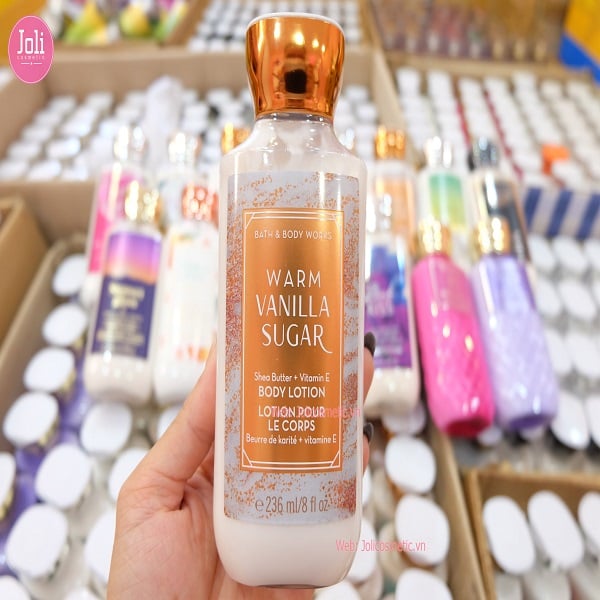 Joli
cosmetic
BATH & BODY WORKS
WARM
VANILLA
SUGAR
Shea Butter + Vitamin E
BODY LOTION
LOTION POUR
LE CORPS
Beurre de karité + vitamine E
e 236 ml/8 fl oz
Web: Jolicosmetic.vn